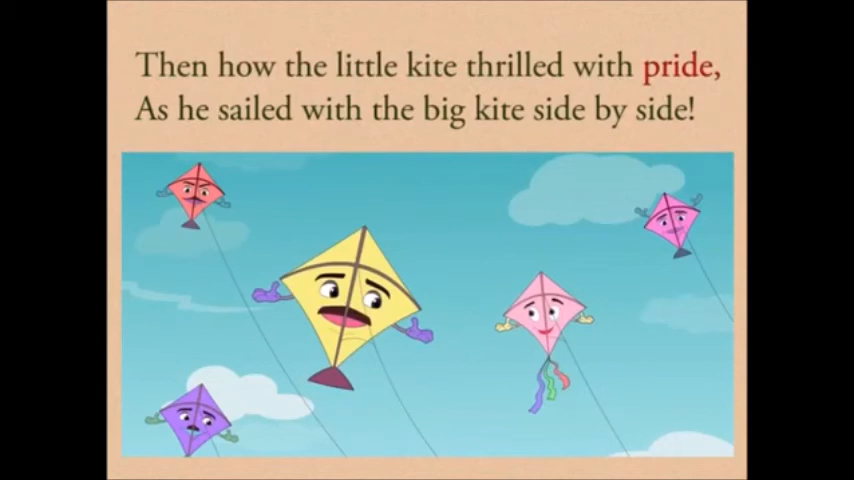 Then how the little kite thrilled with pride,
As he sailed with the big kite side by side!